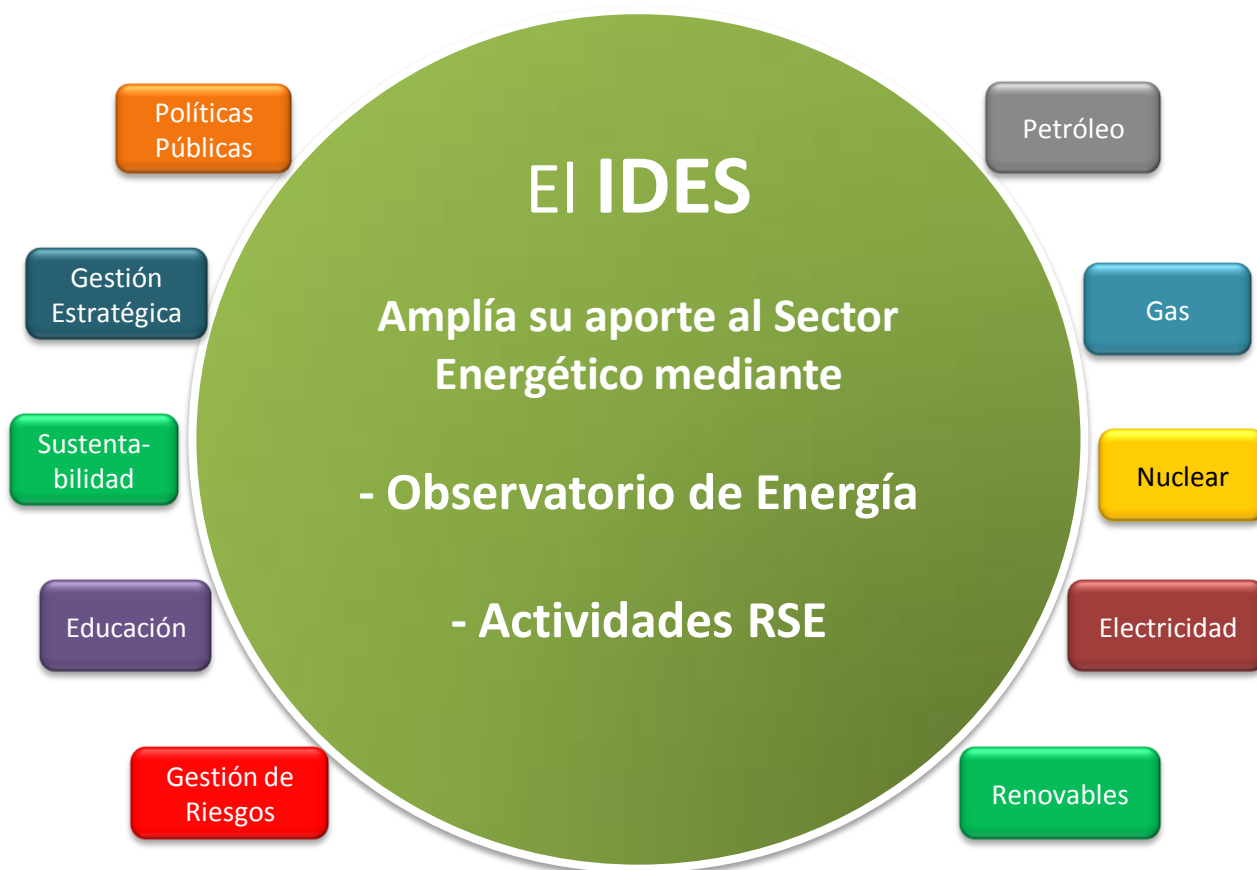 Políticas
Públicas
Gestión
Estratégica
Sustenta-
bilidad
Educación
Gestión de
Riesgos
El IDES
Amplía su aporte al Sector
Energético mediante
- Observatorio de Energía
- Actividades RSE
Petróleo
Gas
Nuclear
Electricidad
Renovables